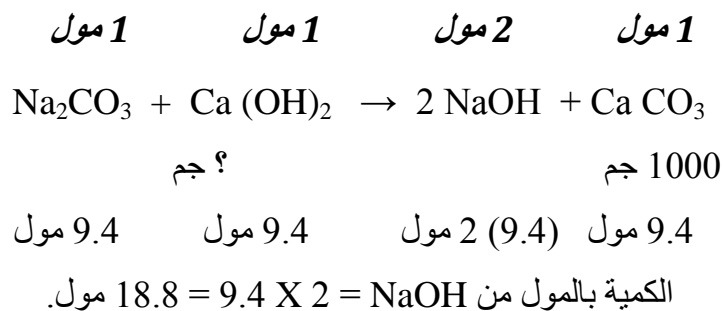 1 مول 1 مول 2 مول 1 مول
Na₂CO₃ + Ca (OH)₂ → 2 NaOH + Ca CO₃
؟ جم 1000 جم
9.4 مول 9.4 مول 2 (9.4) مول 9.4 مول
الكمية بالمول من NaOH = 2 X 9.4 = 18.8 مول.